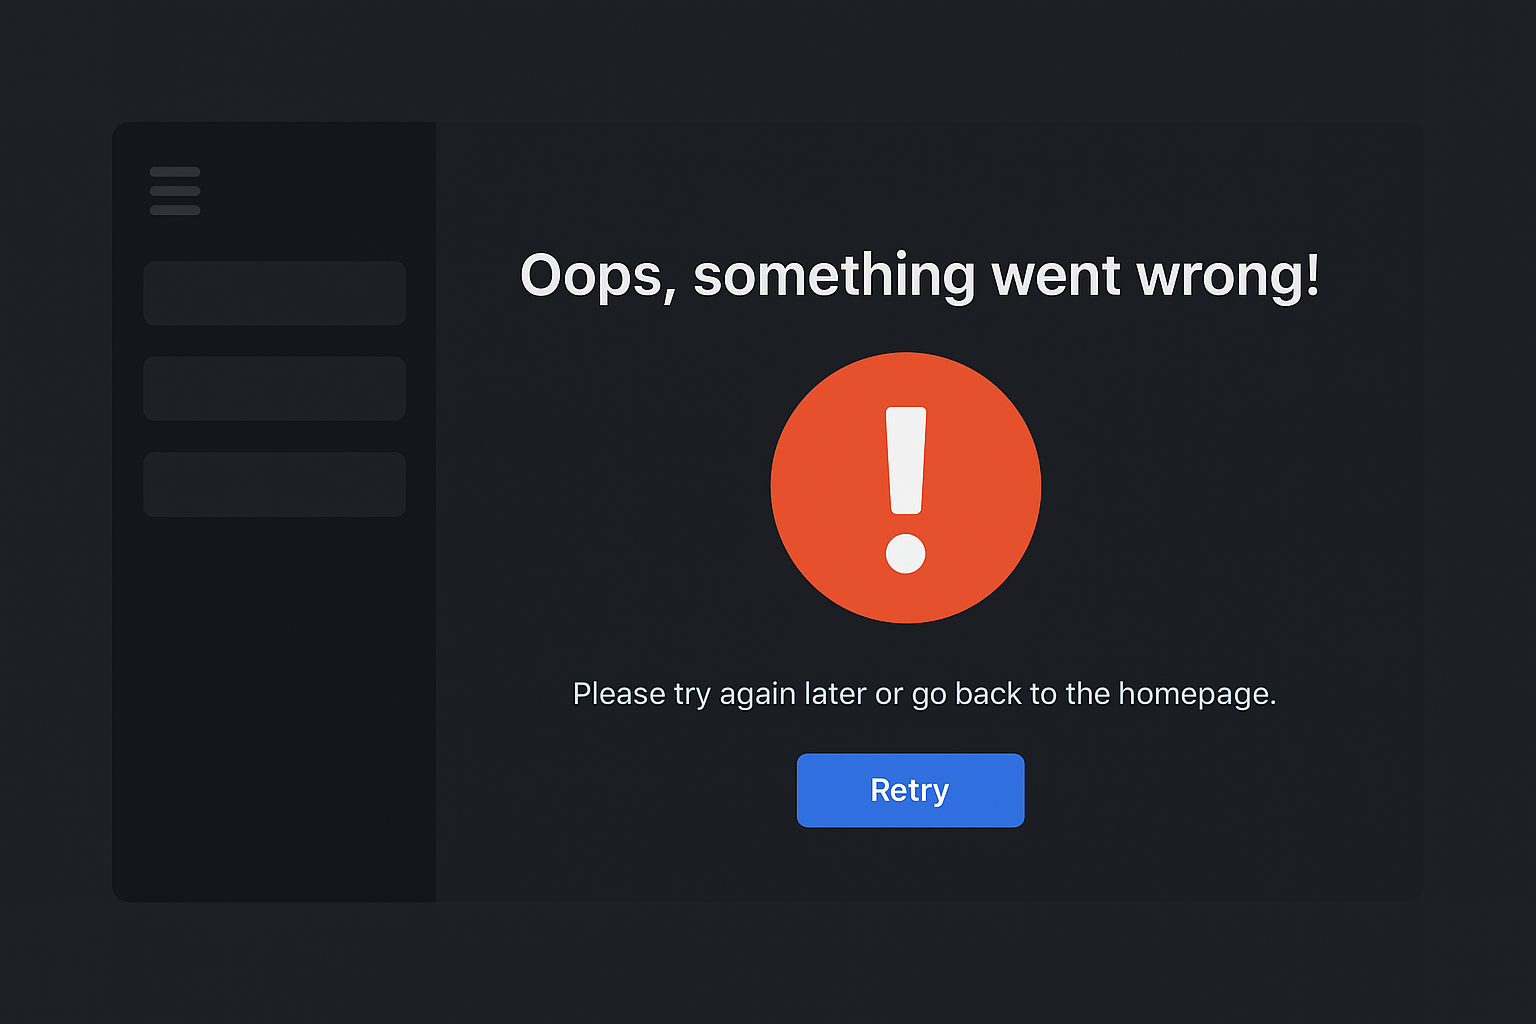 Oops, something went wrong!
Please try again later or go back to the homepage.
Retry